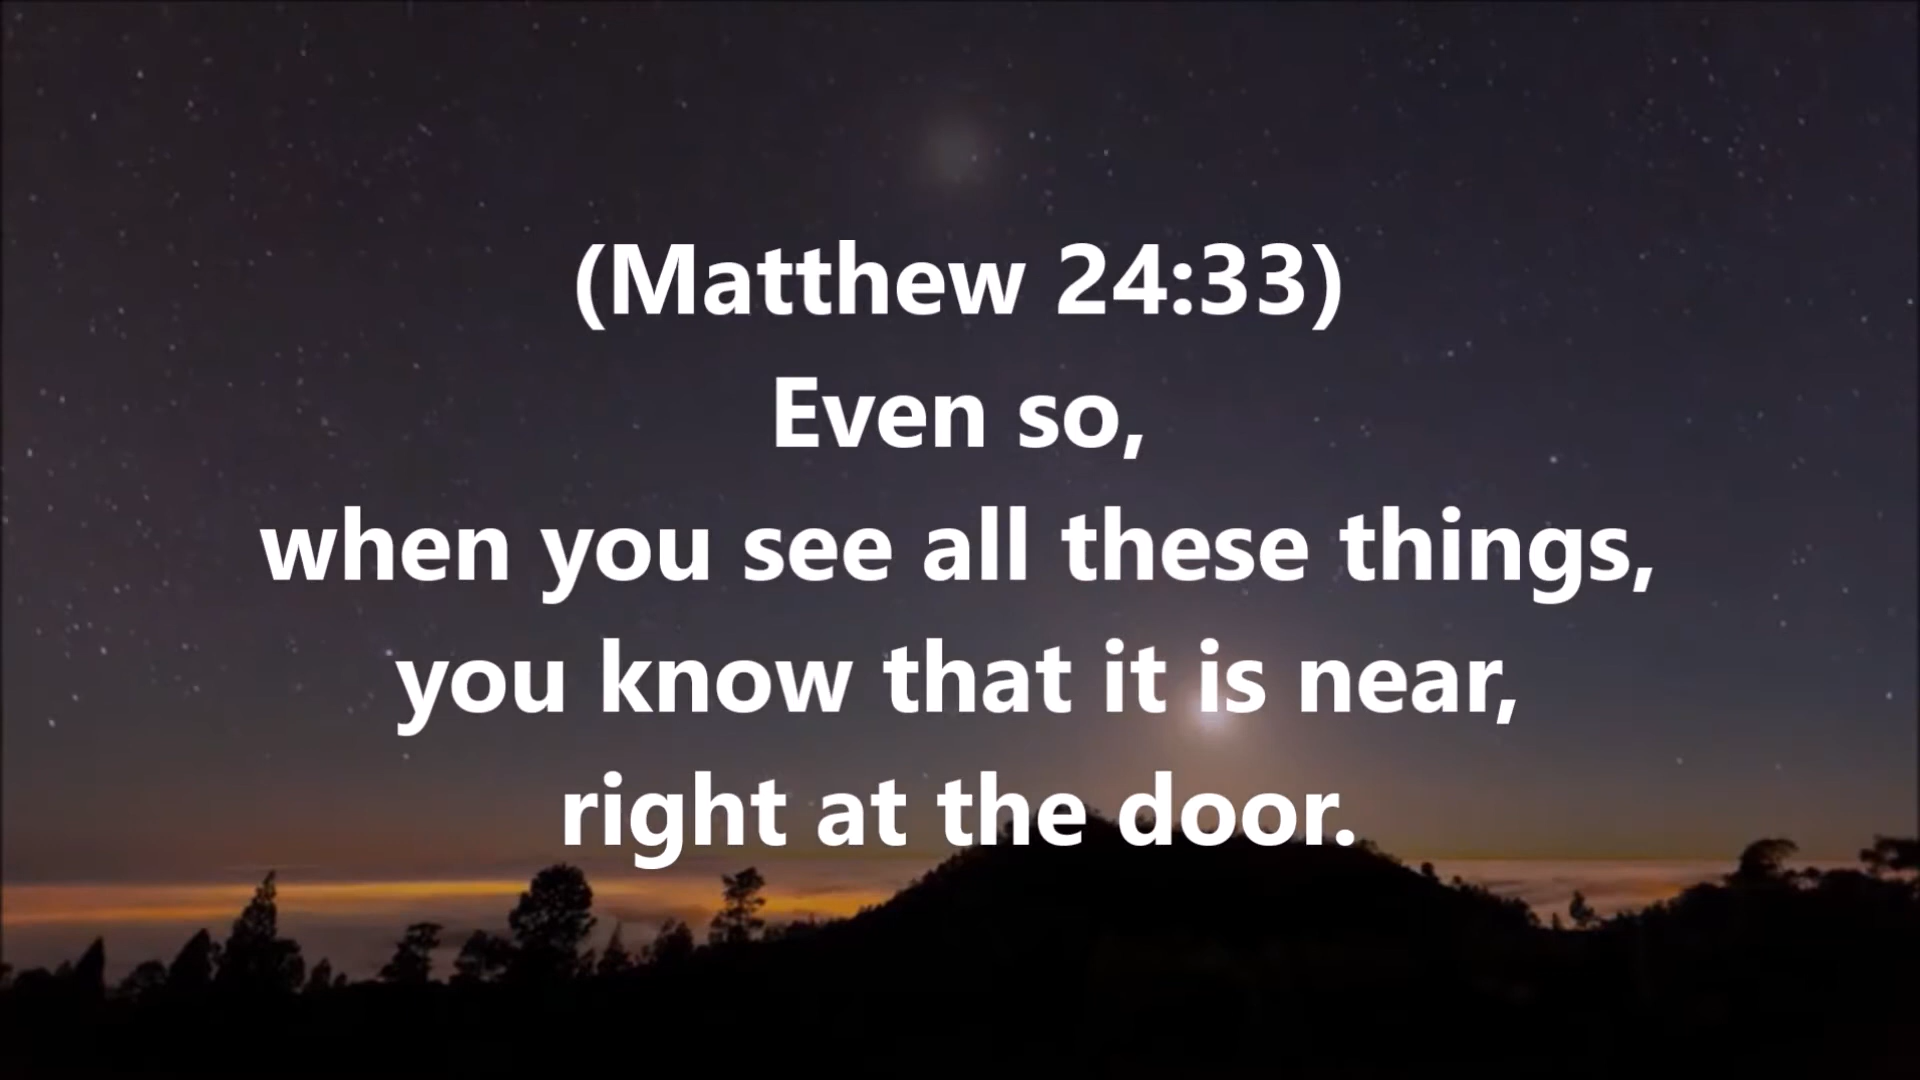 (Matthew 24:33)
Even so,
when you see all these things,
you know that it is near,
right at the door.